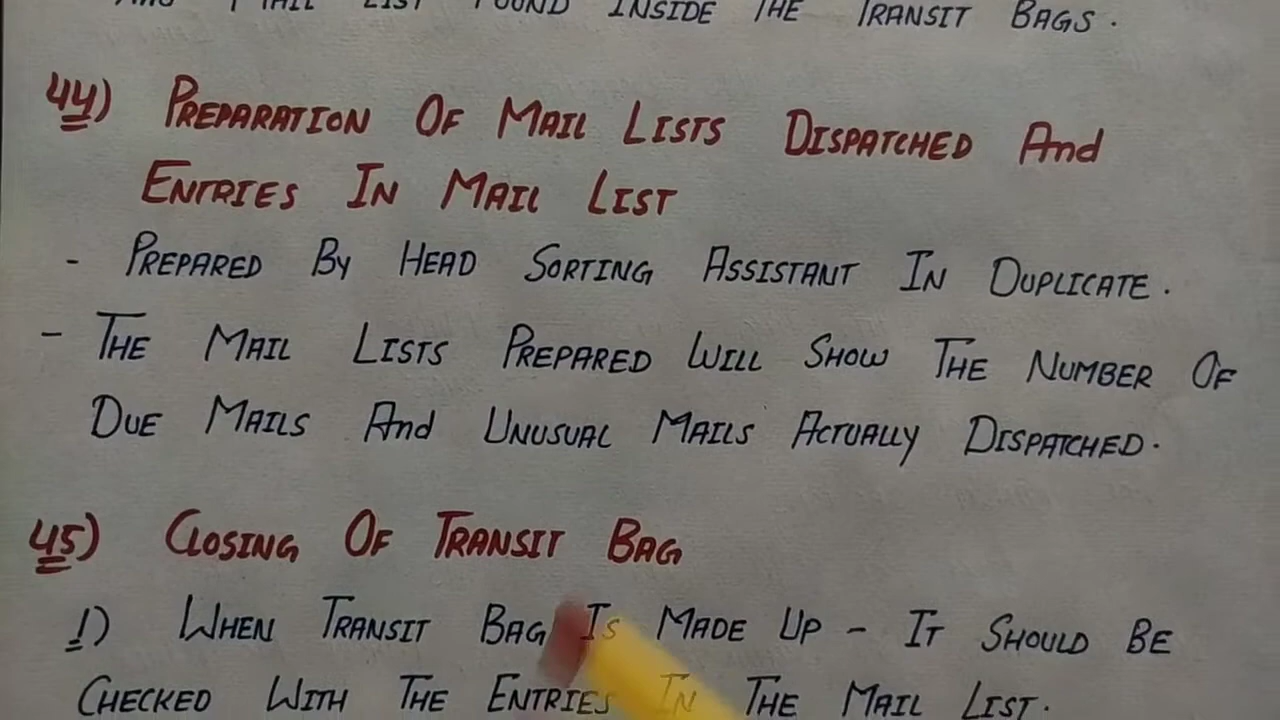 And Mail List Found Inside The Transit Bags.
44) Preparation Of Mail Lists Dispatched And
Entries In Mail List
- Prepared By Head Sorting Assistant In Duplicate.
- The Mail Lists Prepared Will Show The Number Of
Due Mails And Unusual Mails Actually Dispatched.
45) Closing Of Transit Bag
1) When Transit Bag Is Made Up - It Should Be
Checked With The Entries In The Mail List.